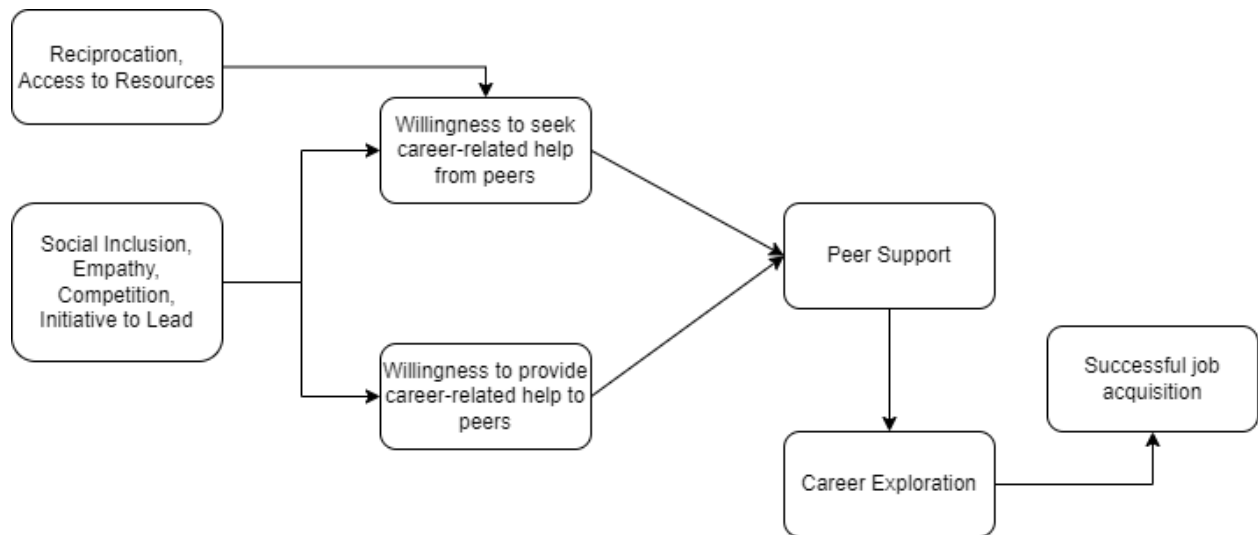 Reciprocation,
Access to Resources
Willingness to seek
career-related help
from peers
Social Inclusion,
Empathy,
Competition,
Initiative to Lead
Peer Support
Willingness to provide
career-related help to
peers
Successful job
acquisition
Career Exploration